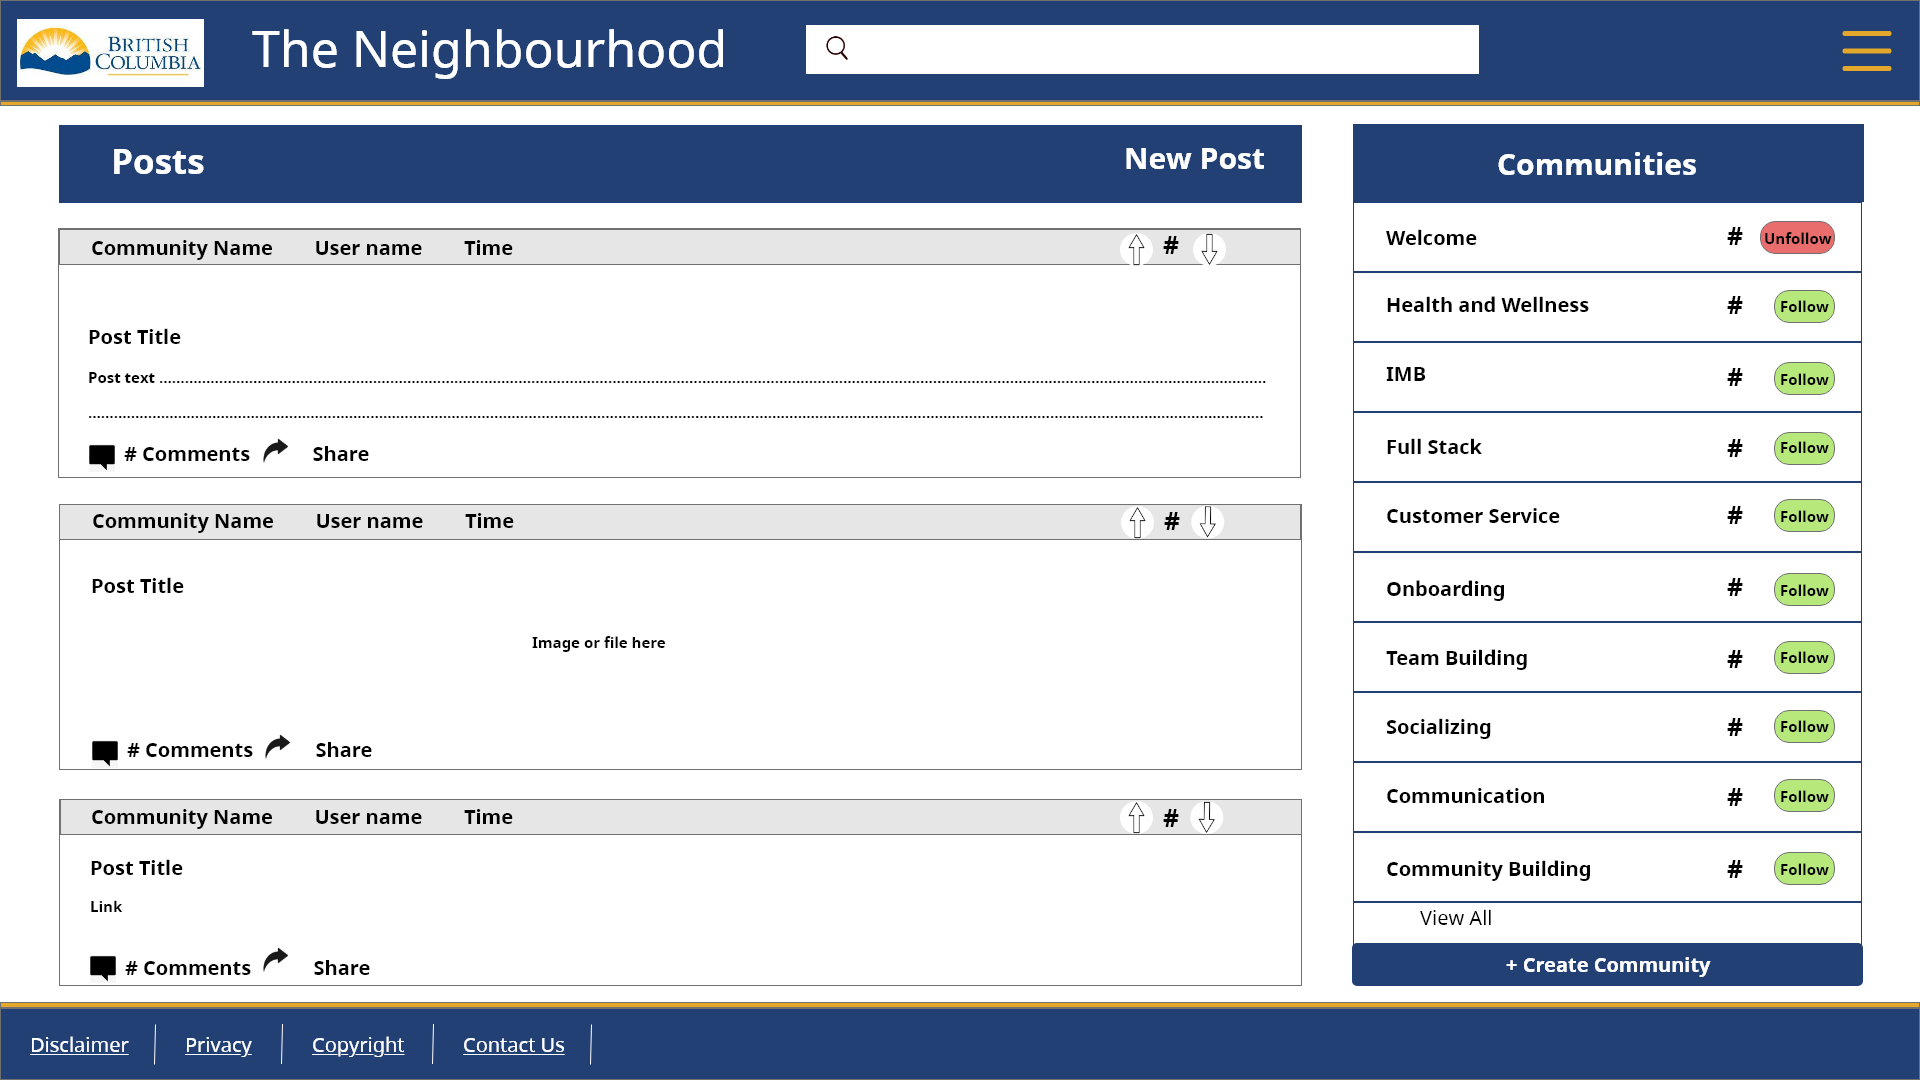 BRITISH
COLUMBIA
The Neighbourhood
Posts
New Post
Community Name User name Time #
Post Title
Post text ................................................................................
................................................................................
# Comments Share
Community Name User name Time #
Post Title
Image or file here
# Comments Share
Community Name User name Time #
Post Title
Link
# Comments Share
Communities
Welcome # Unfollow
Health and Wellness # Follow
IMB # Follow
Full Stack # Follow
Customer Service # Follow
Onboarding # Follow
Team Building # Follow
Socializing # Follow
Communication # Follow
Community Building # Follow
View All
+ Create Community
Disclaimer Privacy Copyright Contact Us